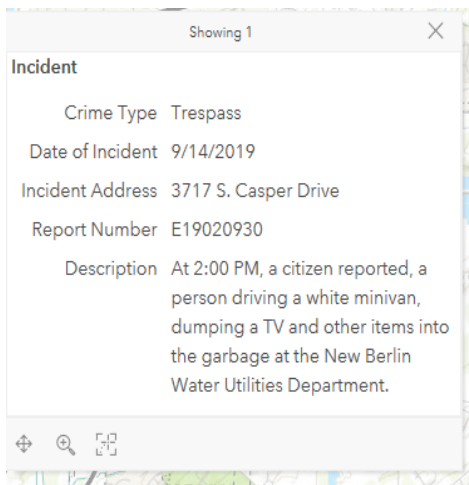 Showing 1
Incident
Crime Type Trespass
Date of Incident 9/14/2019
Incident Address 3717 S. Casper Drive
Report Number E19020930
Description At 2:00 PM, a citizen reported, a
person driving a white minivan,
dumping a TV and other items into
the garbage at the New Berlin
Water Utilities Department.